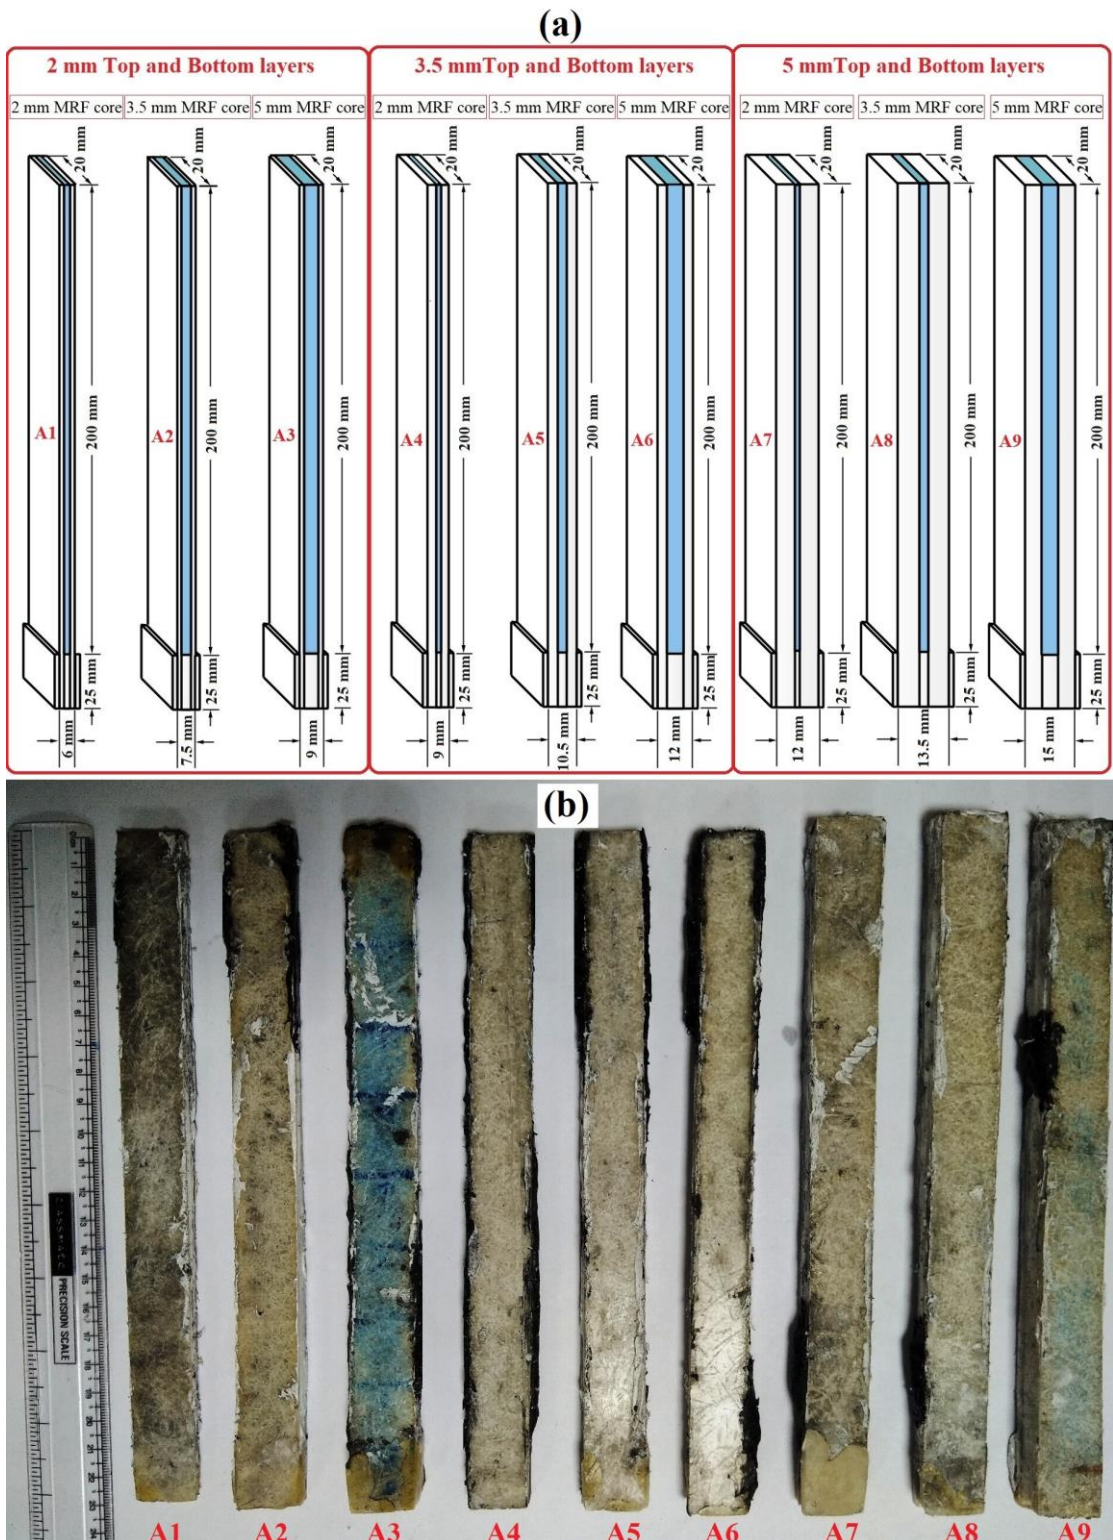 (a)
2 mm Top and Bottom layers
3.5 mmTop and Bottom layers
5 mmTop and Bottom layers
2 mm MRF core 3.5 mm MRF core 5 mm MRF core
2 mm MRF core 3.5 mm MRF core 5 mm MRF core
2 mm MRF core 3.5 mm MRF core 5 mm MRF core
20 mm 20 mm 20 mm 20 mm 20 mm 20 mm 20 mm 20 mm 20 mm
A1 A2 A3 A4 A5 A6 A7 A8 A9
200 mm 200 mm 200 mm 200 mm 200 mm 200 mm 200 mm 200 mm 200 mm
25 mm 25 mm 25 mm 25 mm 25 mm 25 mm 25 mm 25 mm 25 mm
6 mm 7.5 mm 9 mm 9 mm 10.5 mm 12 mm 12 mm 13.5 mm 15 mm
(b)
PRECISION SCALE
A1 A2 A3 A4 A5 A6 A7 A8 A9